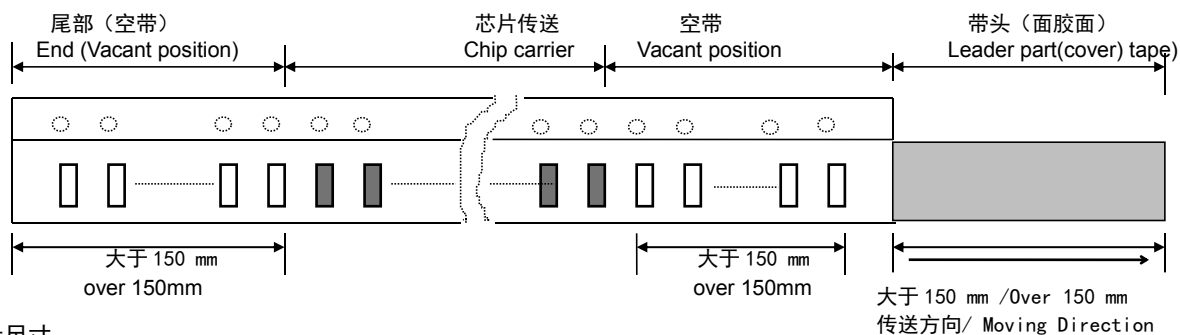 尾部（空带）
End (Vacant position)
芯片传送
Chip carrier
空带
Vacant position
带头（面胶面）
Leader part(cover) tape)
大于 150 mm
over 150mm
大于 150 mm
over 150mm
大于 150 mm /Over 150 mm
传送方向/ Moving Direction
尺寸